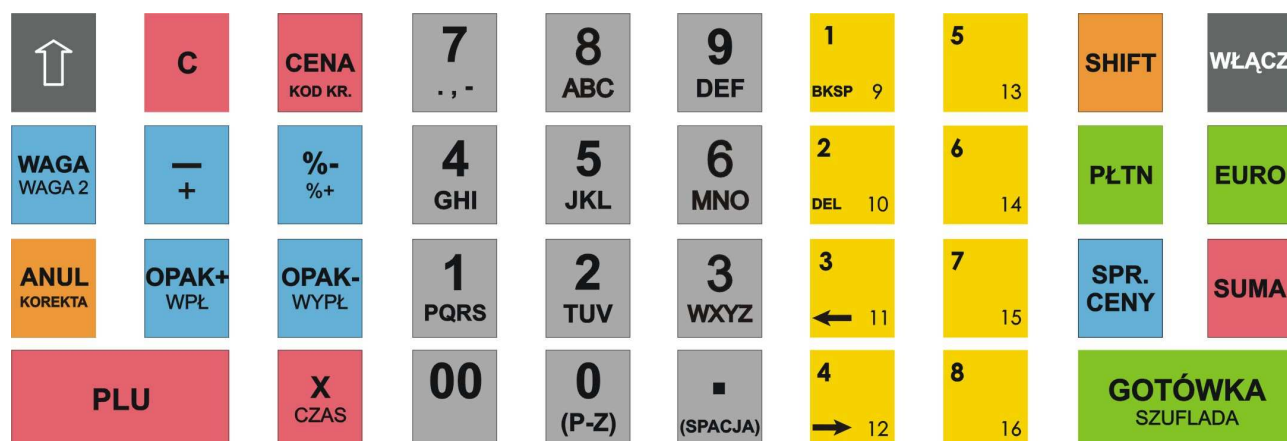 C
CENA
KOD KR.
7
. , -
8
ABC
9
DEF
1
BKSP 9
5
13
SHIFT
WŁĄCZ
WAGA
WAGA 2
—
+
%-
%+
4
GHI
5
JKL
6
MNO
2
DEL 10
6
14
PŁTN
EURO
ANUL
KOREKTA
OPAK+
WPŁ
OPAK-
WYPŁ
1
PQRS
2
TUV
3
WXYZ
3
← 11
7
15
SPR.
CENY
SUMA
PLU
X
CZAS
00
0
(P-Z)
.
(SPACJA)
4
→ 12
8
16
GOTÓWKA
SZUFLADA